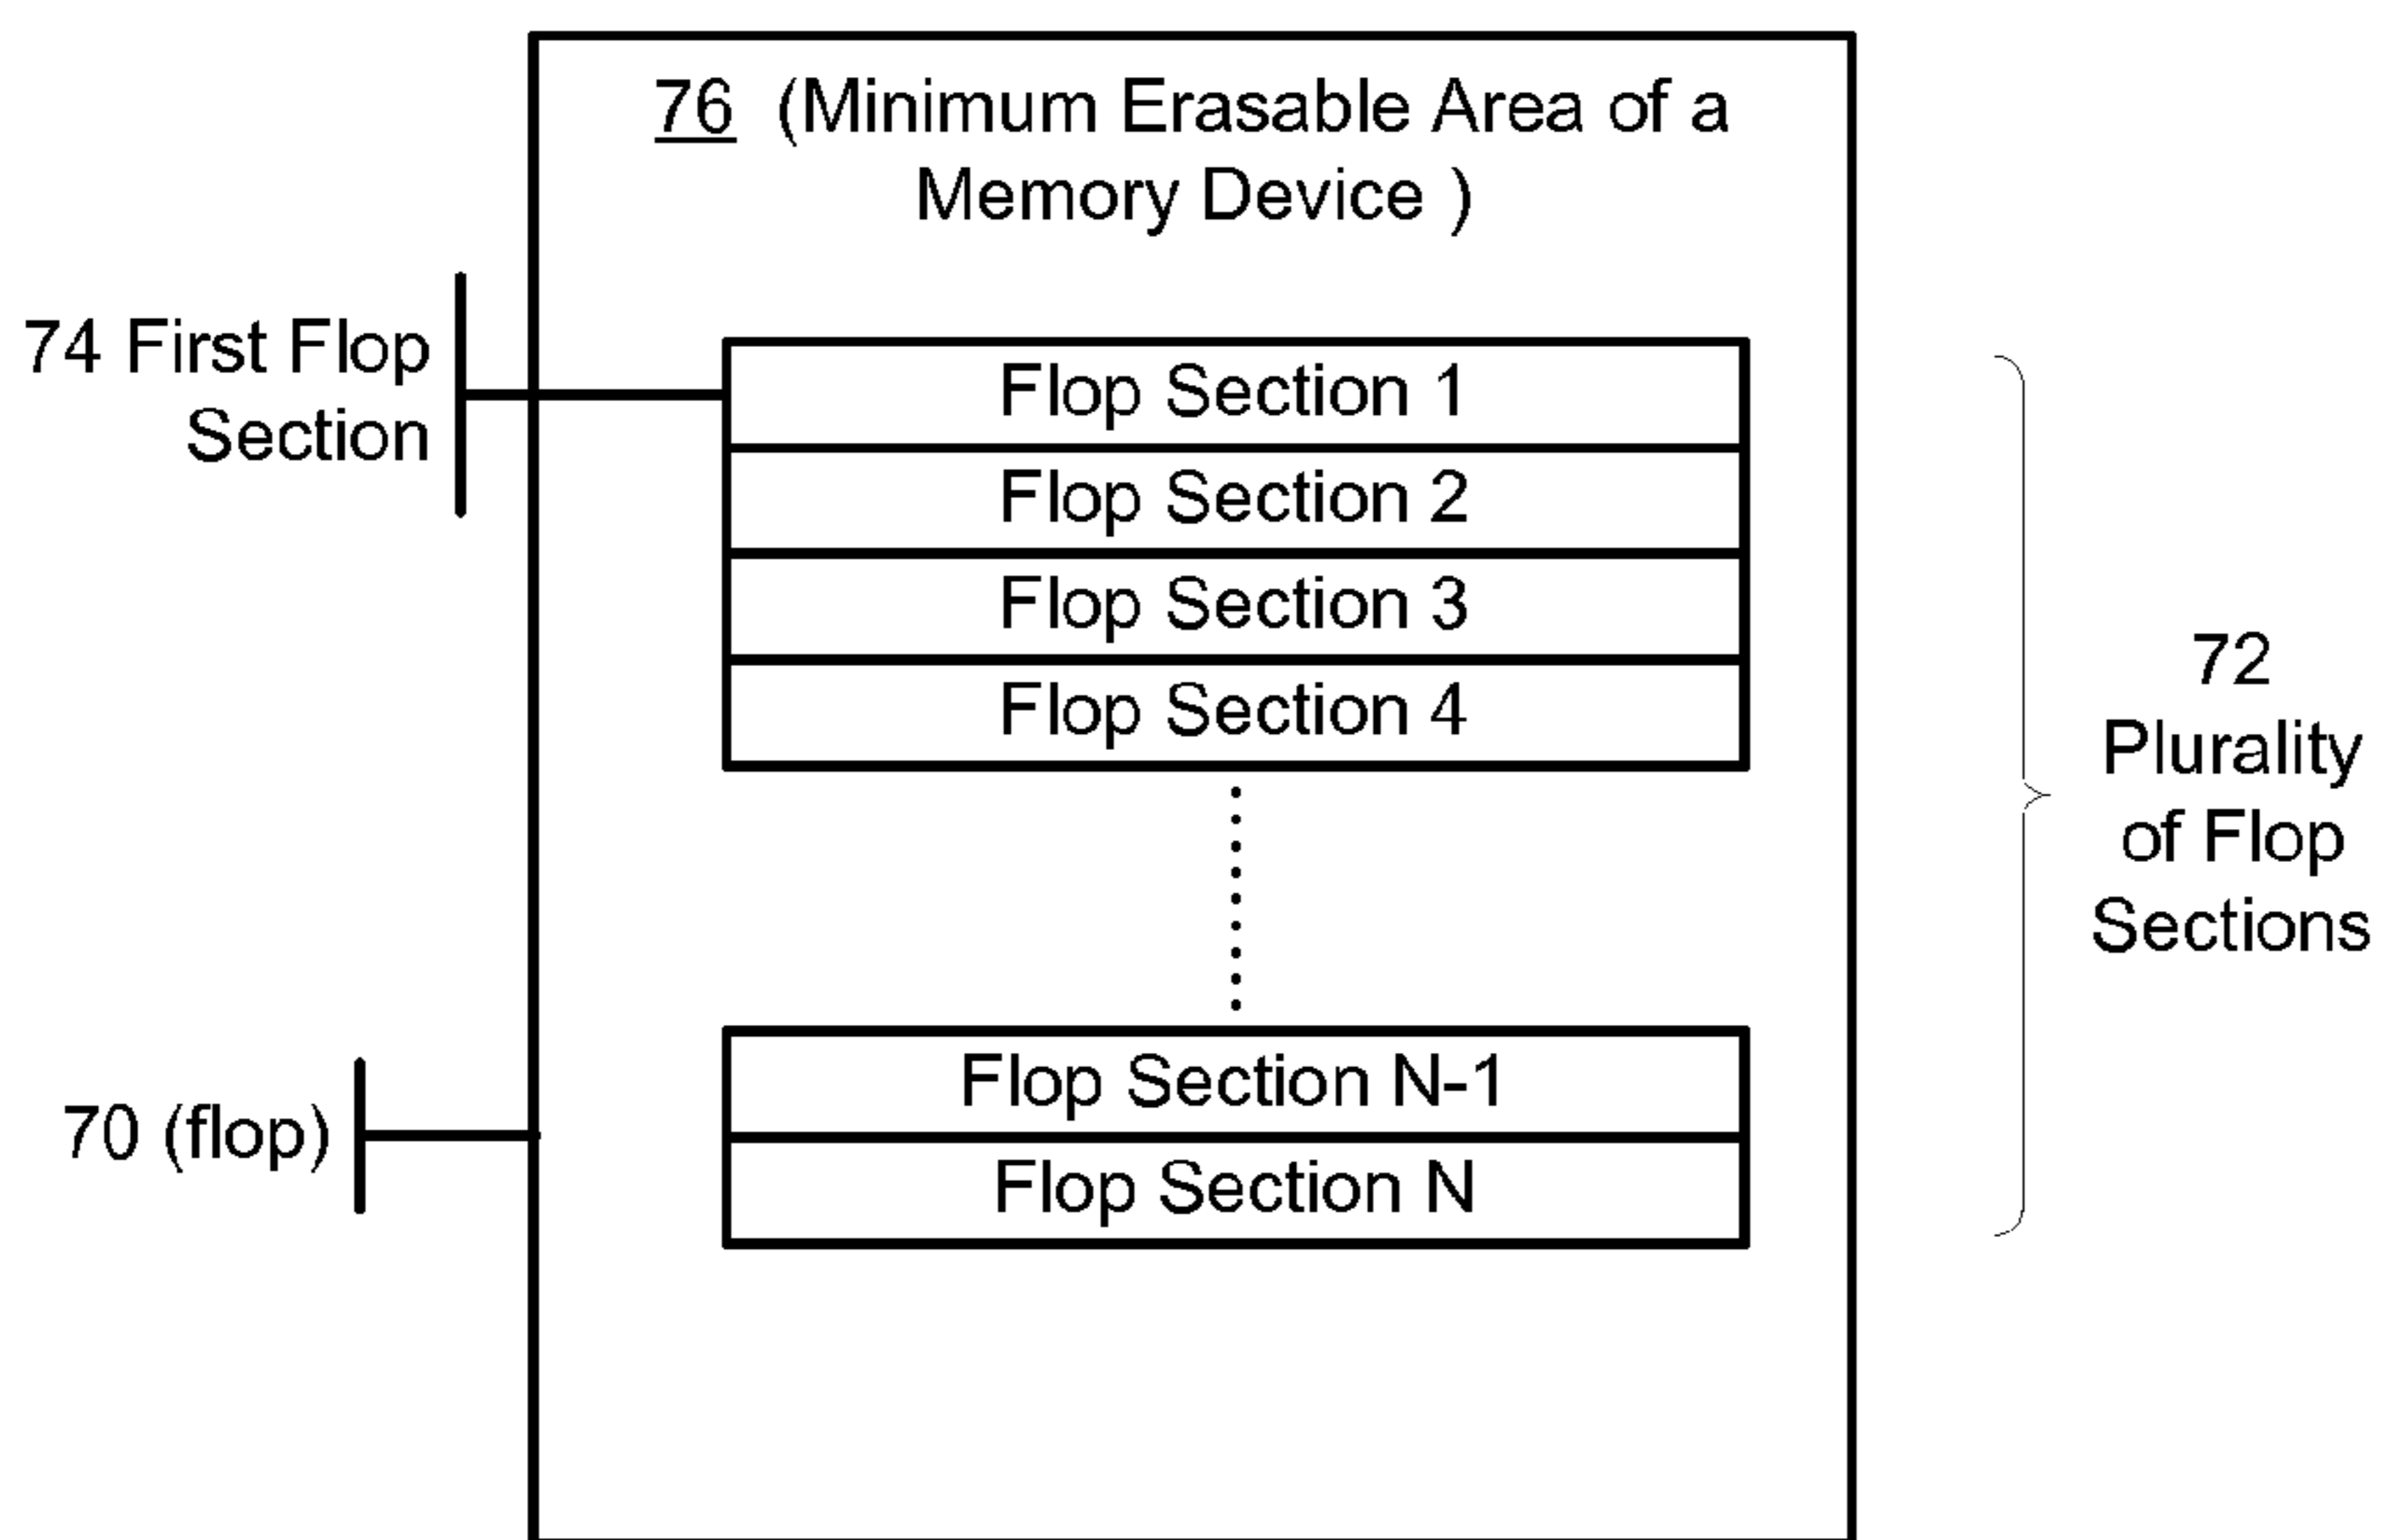 76 (Minimum Erasable Area of a
Memory Device )
74 First Flop
Section
Flop Section 1
Flop Section 2
Flop Section 3
Flop Section 4
72
Plurality
of Flop
Sections
70 (flop)
Flop Section N-1
Flop Section N